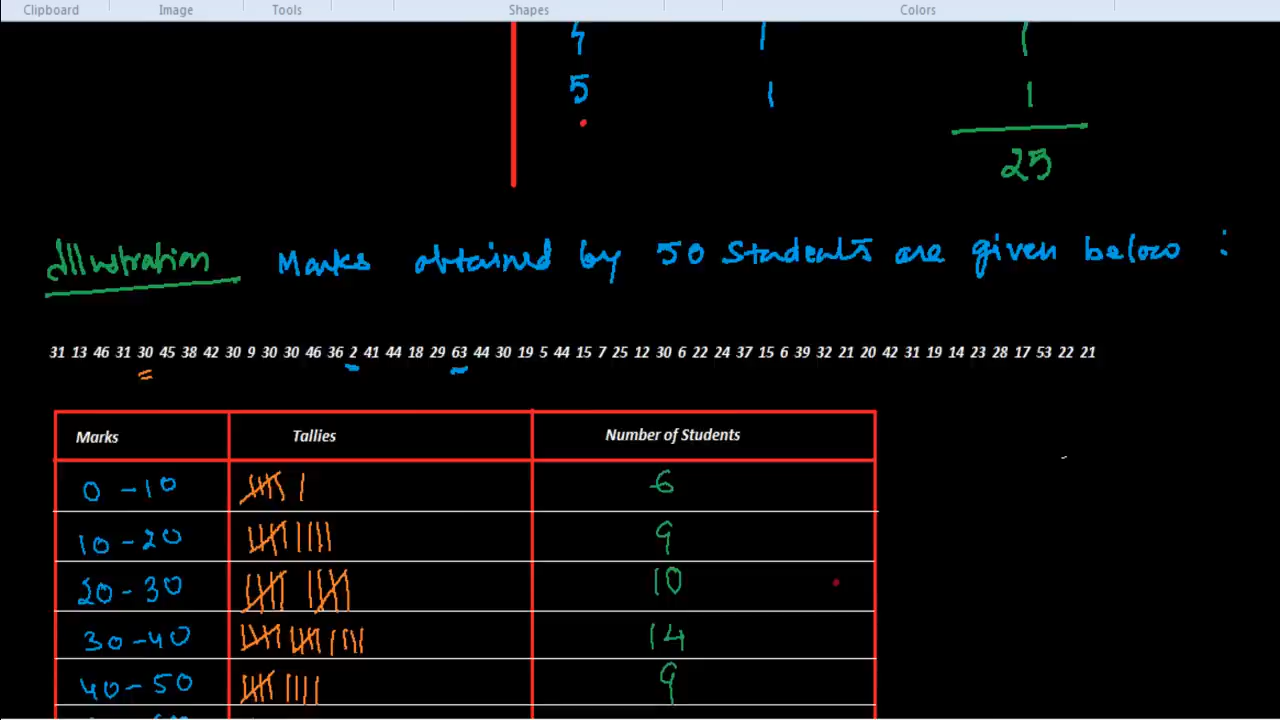 Clipboard Image Tools Shapes Colors
4 1 1
5 1 1
25
Illustration Marks obtained by 50 Students are given below :
31 13 46 31 30 45 38 42 30 9 30 30 46 36 2 41 44 18 29 63 44 30 19 5 44 15 7 25 12 30 6 22 24 37 15 6 39 32 21 20 42 31 19 14 23 28 17 53 22 21
Marks Tallies Number of Students
0 - 10 6
10 - 20 9
20 - 30 10
30 - 40 14
40 - 50 9